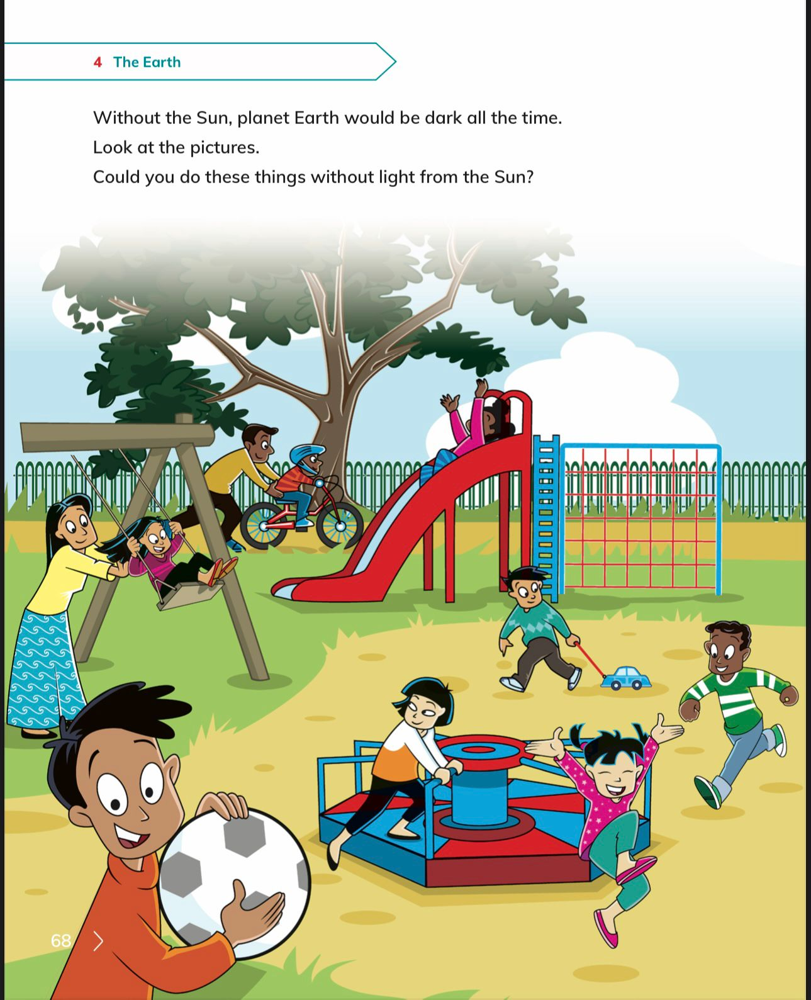 4 The Earth
Without the Sun, planet Earth would be dark all the time.
Look at the pictures.
Could you do these things without light from the Sun?
68